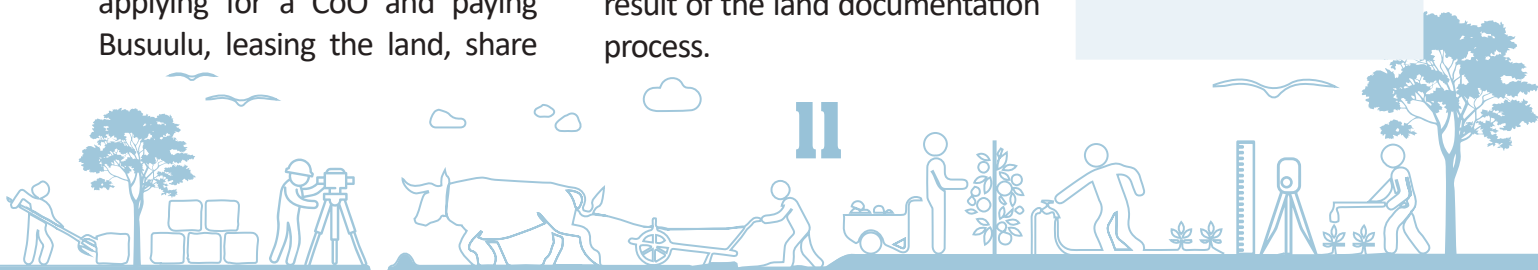 applying for a CoO and paying
Busuulu, leasing the land, share
result of the land documentation
process.
11